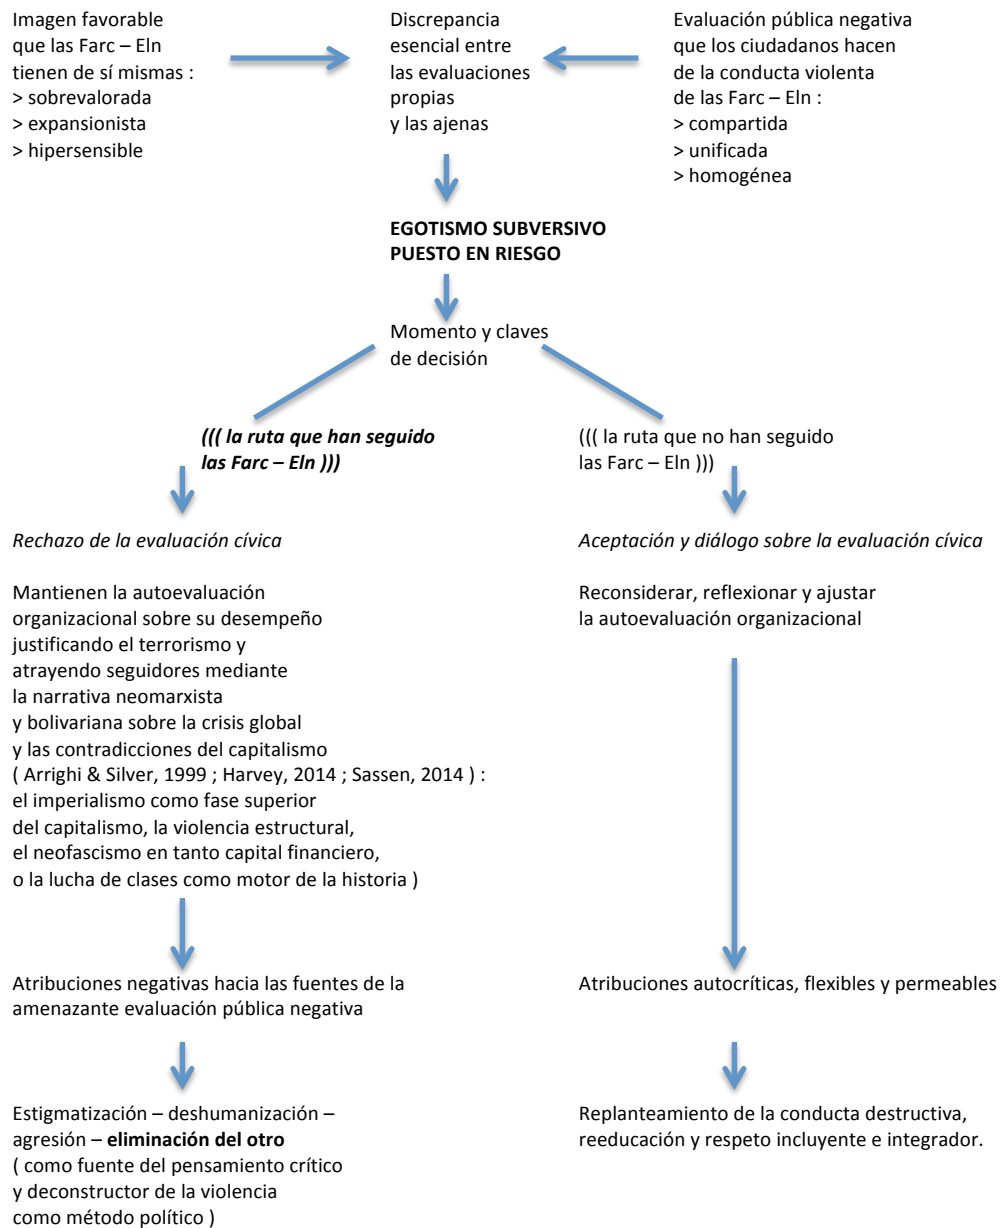 Imagen favorable
que las Farc – Eln
tienen de sí mismas :
> sobrevalorada
> expansionista
> hipersensible
Discrepancia
esencial entre
las evaluaciones
propias
y las ajenas
Evaluación pública negativa
que los ciudadanos hacen
de la conducta violenta
de las Farc – Eln :
> compartida
> unificada
> homogénea
EGOTISMO SUBVERSIVO
PUESTO EN RIESGO
Momento y claves
de decisión
((( la ruta que han seguido
las Farc – Eln )))
((( la ruta que no han seguido
las Farc – Eln )))
Rechazo de la evaluación cívica
Mantienen la autoevaluación
organizacional sobre su desempeño
justificando el terrorismo y
atrayendo seguidores mediante
la narrativa neomarxista
y bolivariana sobre la crisis global
y las contradicciones del capitalismo
( Arrighi & Silver, 1999 ; Harvey, 2014 ; Sassen, 2014 ) :
el imperialismo como fase superior
del capitalismo, la violencia estructural,
el neofascismo en tanto capital financiero,
o la lucha de clases como motor de la historia )
Atribuciones negativas hacia las fuentes de la
amenazante evaluación pública negativa
Estigmatización – deshumanización –
agresión – eliminación del otro
( como fuente del pensamiento crítico
y deconstructor de la violencia
como método político )
Aceptación y diálogo sobre la evaluación cívica
Reconsiderar, reflexionar y ajustar
la autoevaluación organizacional
Atribuciones autocríticas, flexibles y permeables
Replanteamiento de la conducta destructiva,
reeducación y respeto incluyente e integrador.